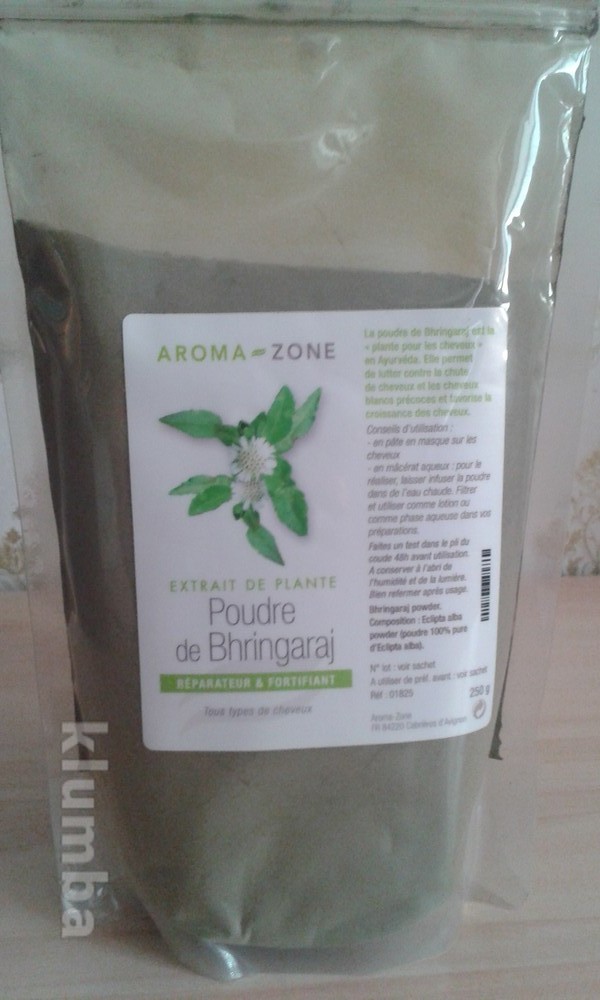 AROMA-ZONE
EXTRAIT DE PLANTE
Poudre
de Bhringaraj
RÉPARATEUR & FORTIFIANT
Tous types de cheveux
La poudre de Bhringaraj est la
« plante pour les cheveux »
en Ayurvéda. Elle permet
de lutter contre la chute
de cheveux et les cheveux
blancs précoces et favorise la
croissance des cheveux.
Conseils d'utilisation :
- en pâte en masque sur les
cheveux
- en mâcérat aqueux : pour le
réaliser, laisser infuser la poudre
dans de l'eau chaude. Filtrer
et utiliser comme lotion ou
comme phase aqueuse dans vos
préparations.
Faites un test dans le pli du
coude 48h avant utilisation.
A conserver à l'abri de
l'humidité et de la lumière.
Bien refermer après usage.
Bhringaraj powder.
Composition : Eclipta alba
powder (poudre 100% pure
d'Eclipta alba).
N° lot : voir sachet
A utiliser de préf. avant : voir sachet
Réf : 01825
250 g
Aroma-Zone
FR 84220 Cabrières d'Avignon
klumba